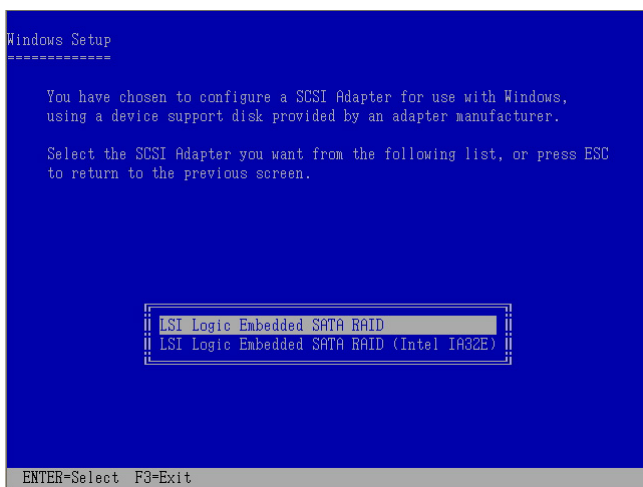 Windows Setup
=============
You have chosen to configure a SCSI Adapter for use with Windows,
using a device support disk provided by an adapter manufacturer.
Select the SCSI Adapter you want from the following list, or press ESC
to return to the previous screen.
LSI Logic Embedded SATA RAID
LSI Logic Embedded SATA RAID (Intel IA32E)
ENTER=Select  F3=Exit